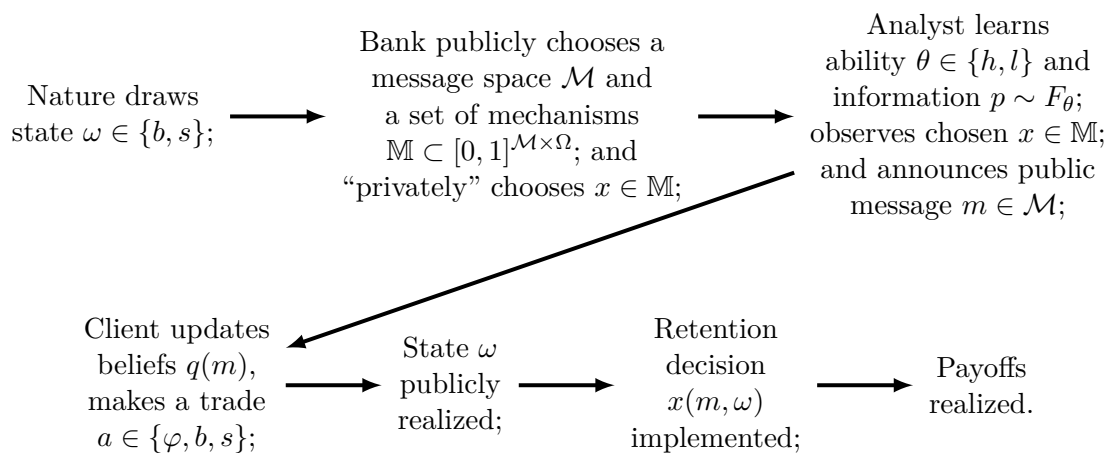 Nature draws
state ω ∈ {b, s};
Bank publicly chooses a
message space ℳ and
a set of mechanisms
𝕄 ⊂ [0, 1]^{ℳ×Ω}; and
“privately” chooses x ∈ 𝕄;
Analyst learns
ability θ ∈ {h, l} and
information p ∼ F_θ;
observes chosen x ∈ 𝕄;
and announces public
message m ∈ ℳ;
Client updates
beliefs q(m),
makes a trade
a ∈ {φ, b, s};
State ω
publicly
realized;
Retention
decision
x(m, ω)
implemented;
Payoffs
realized.